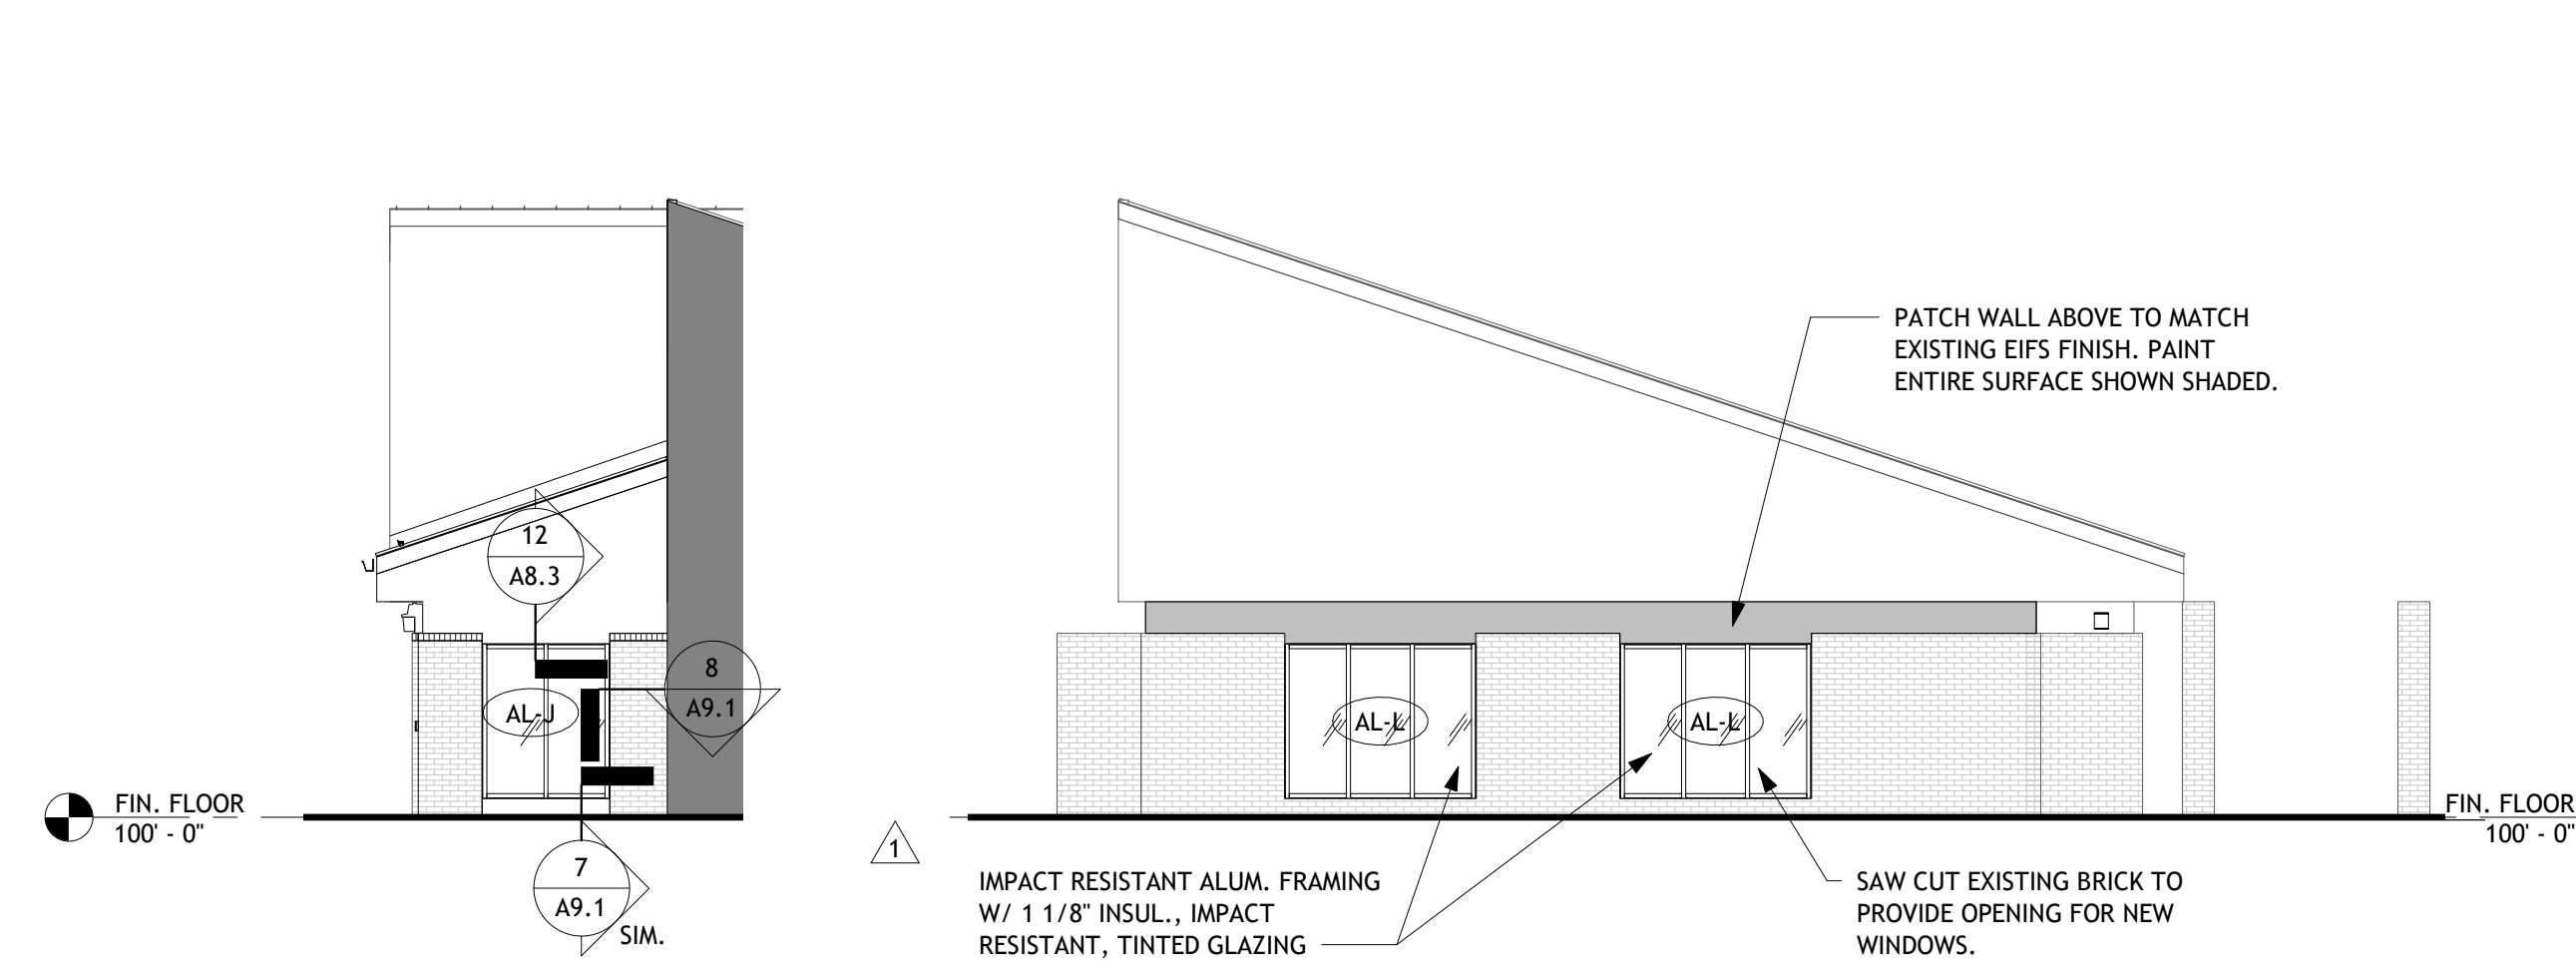 PATCH WALL ABOVE TO MATCH
EXISTING EIFS FINISH. PAINT
ENTIRE SURFACE SHOWN SHADED.
12
A8.3
8
A9.1
AL-J
AL-L
AL-L
FIN. FLOOR
100' - 0"
FIN. FLOOR
100' - 0"
1
7
A9.1
SIM.
IMPACT RESISTANT ALUM. FRAMING
W/ 1 1/8" INSUL., IMPACT
RESISTANT, TINTED GLAZING
SAW CUT EXISTING BRICK TO
PROVIDE OPENING FOR NEW
WINDOWS.